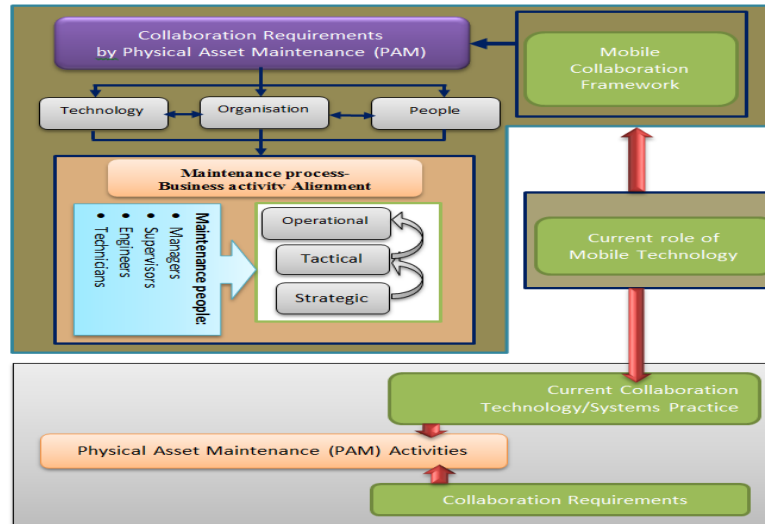 Collaboration Requirements
by Physical Asset Maintenance (PAM)
Mobile
Collaboration
Framework
Technology
Organisation
People
Maintenance process-
Business activity Alignment
Maintenance people:
• Managers
• Supervisors
• Engineers
• Technicians
Operational
Tactical
Strategic
Current role of
Mobile Technology
Current Collaboration
Technology/Systems Practice
Physical Asset Maintenance (PAM) Activities
Collaboration Requirements